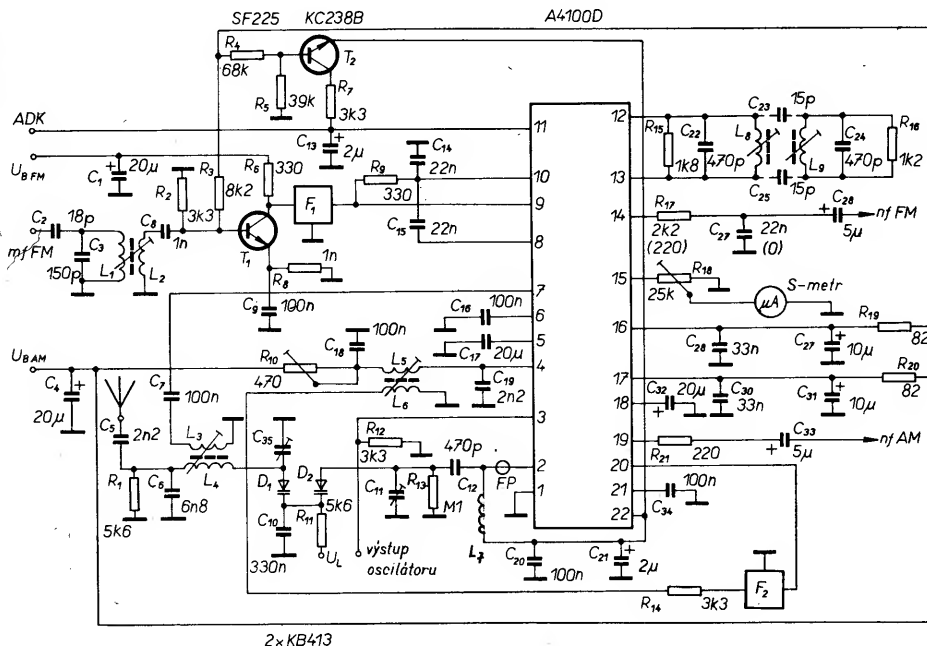 SF225 KC238B A4100D
R4
68k
T2
R5
39k
R7
3k3
ADK
11
C13
+
2µ
C14
22n
UB FM
+
20µ
C1
R3
8k2
R6
330
R9
330
10
9
R2
3k3
F1
C15
22n
8
C2
18p
mf FM
C3
150p
L1
L2
C8
1n
T1
1n
R8
C9
100n
7
C16
100n
6
5
C17
20µ
100n
C18
UB AM
R10
470
L5
L6
4
C19
2n2
C4
+
20µ
C7
100n
C5
2n2
L3
L4
R1
5k6
C6
6n8
C35
D1
D2
C10
330n
R11
5k6
UL
R12
3k3
3
C11
R13
M1
470p
C12
FP
2
1
L7
výstup
oscilátoru
C20
100n
C21
+
2µ
R14
3k3
F2
12
R15
1k8
C22
470p
L8
C23
15p
L9
C24
470p
R16
1k2
13
C25
15p
14
R17
2k2
(220)
C27
22n
(0)
+
C28
5µ
nf FM
15
R18
25k
µA
S-metr
16
C28
33n
C27
+
10µ
R19
82
17
C30
33n
C31
+
10µ
R20
82
18
C32
+
20µ
19
R21
220
+
C33
5µ
nf AM
20
21
C34
100n
22
2xKB413